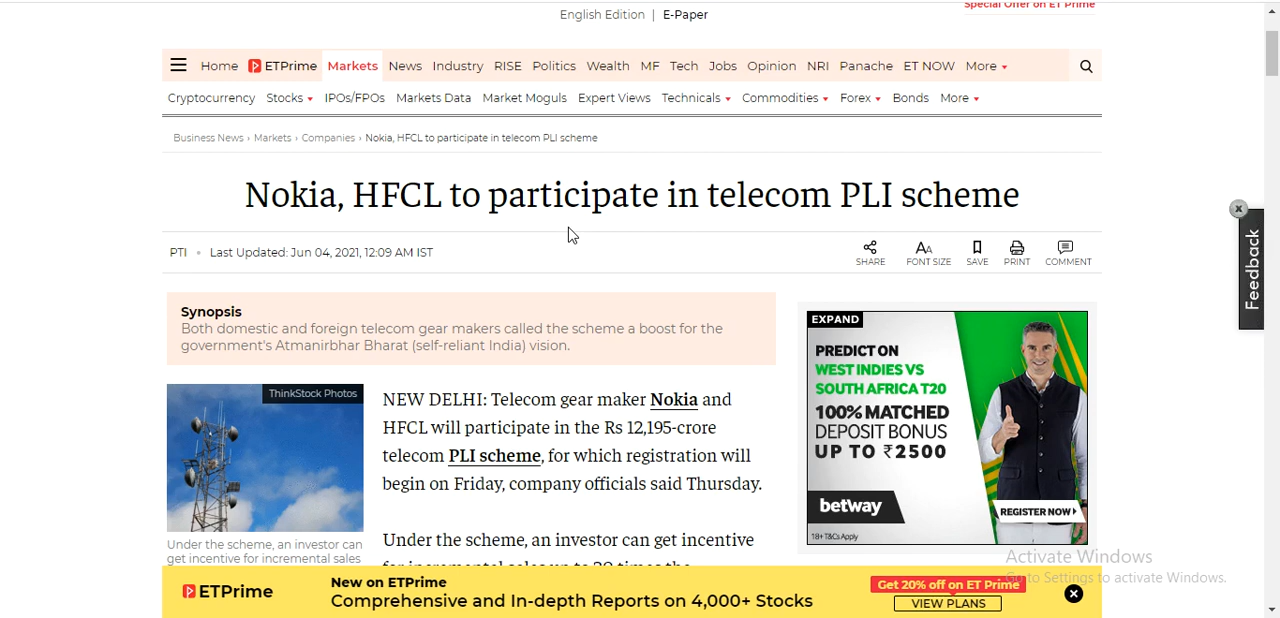 Special Offer on ET Prime
English Edition | E-Paper
Home ETPrime Markets News Industry RISE Politics Wealth MF Tech Jobs Opinion NRI Panache ET NOW More
Cryptocurrency Stocks IPOs/FPOs Markets Data Market Moguls Expert Views Technicals Commodities Forex Bonds More
Business News › Markets › Companies › Nokia, HFCL to participate in telecom PLI scheme
Nokia, HFCL to participate in telecom PLI scheme
PTI • Last Updated: Jun 04, 2021, 12:09 AM IST
SHARE FONT SIZE SAVE PRINT COMMENT
Feedback
Synopsis
Both domestic and foreign telecom gear makers called the scheme a boost for the
government's Atmanirbhar Bharat (self-reliant India) vision.
ThinkStock Photos
Under the scheme, an investor can
get incentive for incremental sales
NEW DELHI: Telecom gear maker Nokia and
HFCL will participate in the Rs 12,195-crore
telecom PLI scheme, for which registration will
begin on Friday, company officials said Thursday.
Under the scheme, an investor can get incentive
for incremental sales up to 20 times the
EXPAND
PREDICT ON
WEST INDIES VS
SOUTH AFRICA T20
100% MATCHED
DEPOSIT BONUS
UP TO ₹2500
betway
REGISTER NOW
18+ T&Cs Apply
Activate Windows
Go to Settings to activate Windows.
ETPrime
New on ETPrime
Comprehensive and In-depth Reports on 4,000+ Stocks
Get 20% off on ET Prime
VIEW PLANS